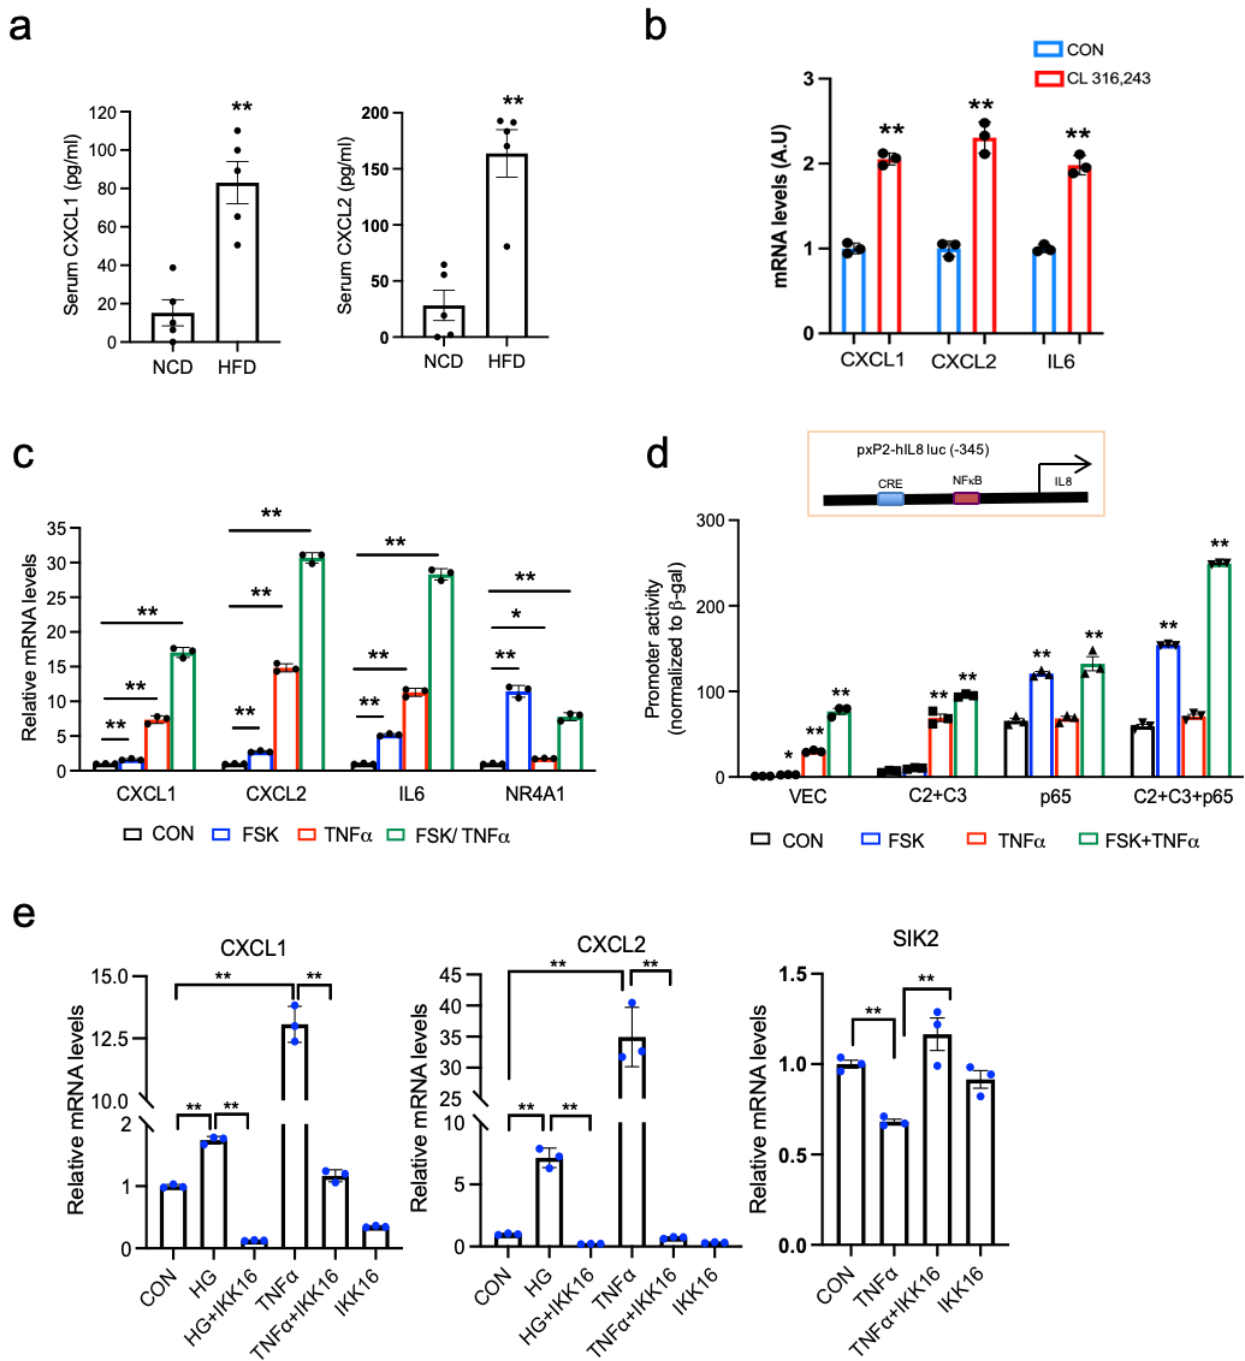 a
Serum CXCL1 (pg/ml)
120
100
80
60
40
20
0
**
NCD HFD
Serum CXCL2 (pg/ml)
200
150
100
50
0
**
NCD HFD
b
CON
CL 316,243
mRNA levels (A.U)
3
2
1
0
** ** **
CXCL1 CXCL2 IL6
c
Relative mRNA levels
35
30
25
20
15
10
5
0
** ** **
** ** **
** ** **
** * **
CXCL1 CXCL2 IL6 NR4A1
CON FSK TNFα FSK/ TNFα
d
pxP2-hIL8 luc (-345)
CRE NFκB IL8
Promoter activity
(normalized to β-gal)
300
200
100
0
* ** **
** **
** **
** **
VEC C2+C3 p65 C2+C3+p65
CON FSK TNFα FSK+TNFα
e
CXCL1
Relative mRNA levels
15.0
12.5
10.0
2
1
0
** **
** **
CON HG HG+IKK16 TNFα TNFα+IKK16 IKK16
CXCL2
Relative mRNA levels
45
40
35
30
25
10
5
0
** **
** **
CON HG HG+IKK16 TNFα TNFα+IKK16 IKK16
SIK2
Relative mRNA levels
1.5
1.0
0.5
0.0
** **
CON TNFα TNFα+IKK16 IKK16